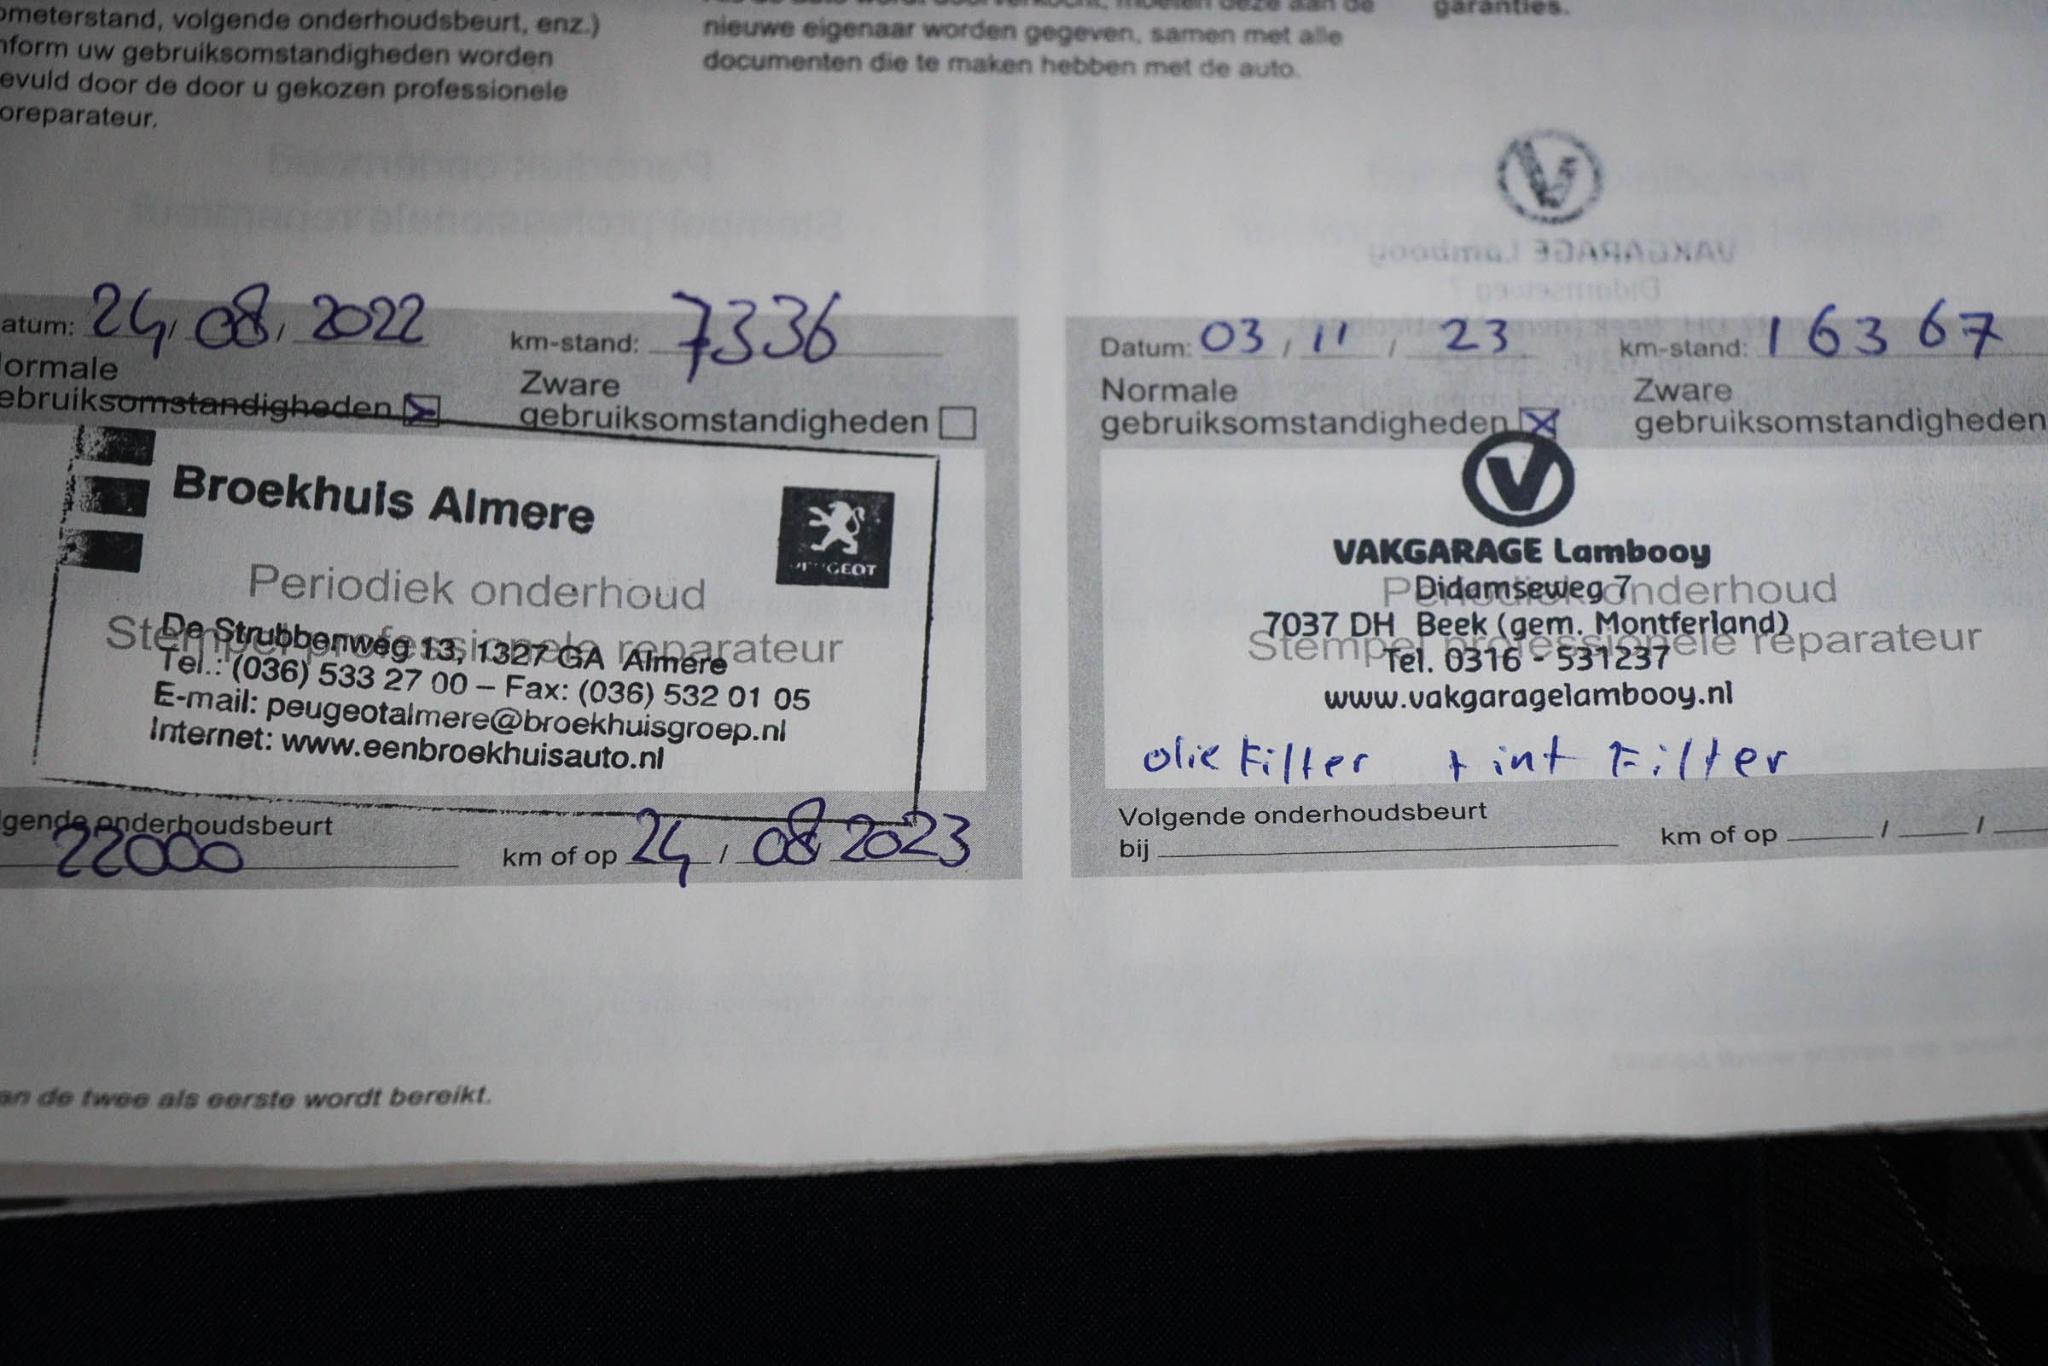 ometerstand, volgende onderhoudsbeurt, enz.)
nform uw gebruiksomstandigheden worden
evuld door de door u gekozen professionele
oreparateur.
nieuwe eigenaar worden gegeven, samen met alle
documenten die te maken hebben met de auto.
garanties.
atum: 24/08/2022 km-stand: 7336
ormale
ebruiksomstandigheden
Zware
gebruiksomstandigheden
Broekhuis Almere
Periodiek onderhoud
Stempel professionele reparateur
De Strubbenweg 13, 1327 GA Almere
Tel.: (036) 533 27 00 – Fax: (036) 532 01 05
E-mail: peugeotalmere@broekhuisgroep.nl
Internet: www.eenbroekhuisauto.nl
lgende onderhoudsbeurt
22000 km of op 24/08 2023
Datum: 03/11/23 km-stand: 16367
Normale
gebruiksomstandigheden
Zware
gebruiksomstandigheden
V
VAKGARAGE Lambooy
Periodiek onderhoud
Didamseweg 7
7037 DH Beek (gem. Montferland)
Stempel professionele reparateur
Tel. 0316 - 531237
www.vakgaragelambooy.nl
olie Filter + int Filter
Volgende onderhoudsbeurt
bij km of op / /
an de twee als eerste wordt bereikt.